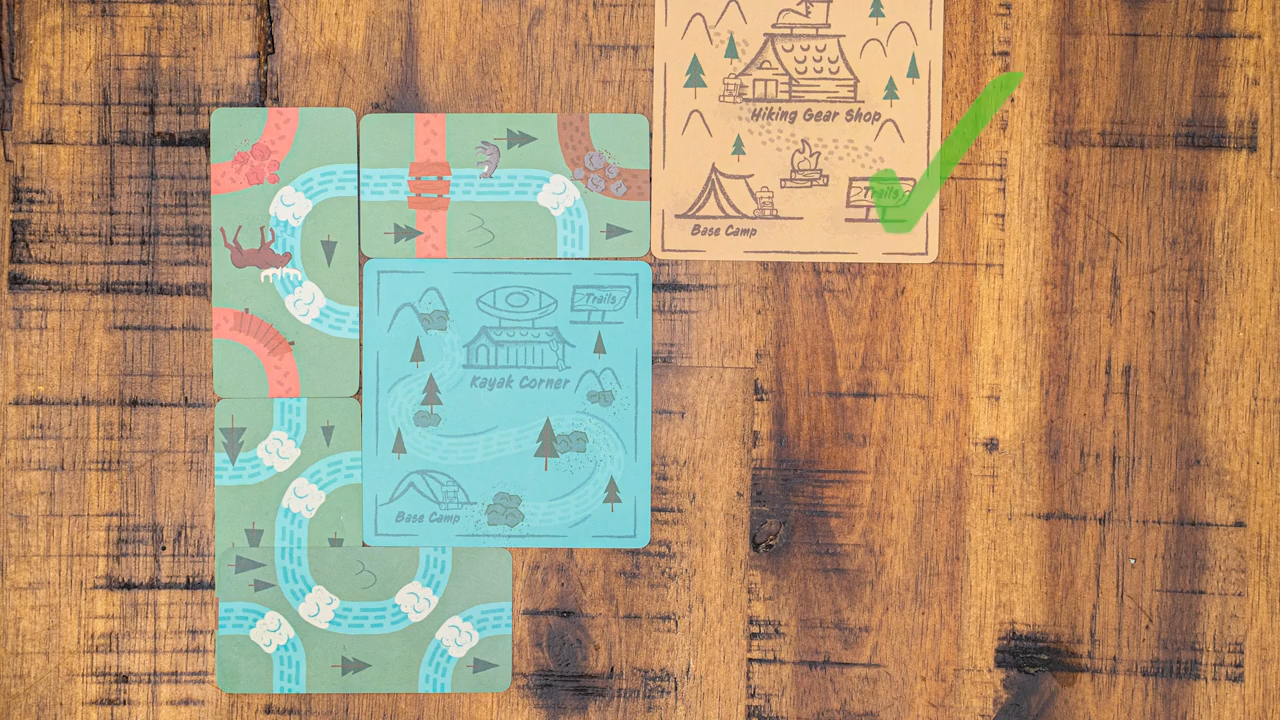 Hiking Gear Shop
Trails
Base Camp
Trails
Kayak Corner
Base Camp